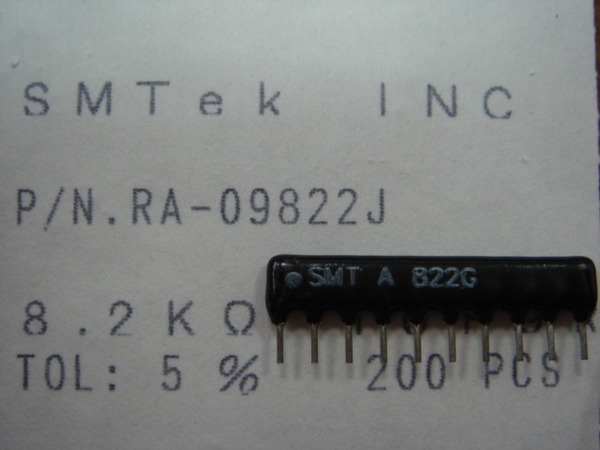 SMTek INC
P/N.RA-09822J
SMT A 822G
8.2KΩ
TOL: 5 % 200 PCS